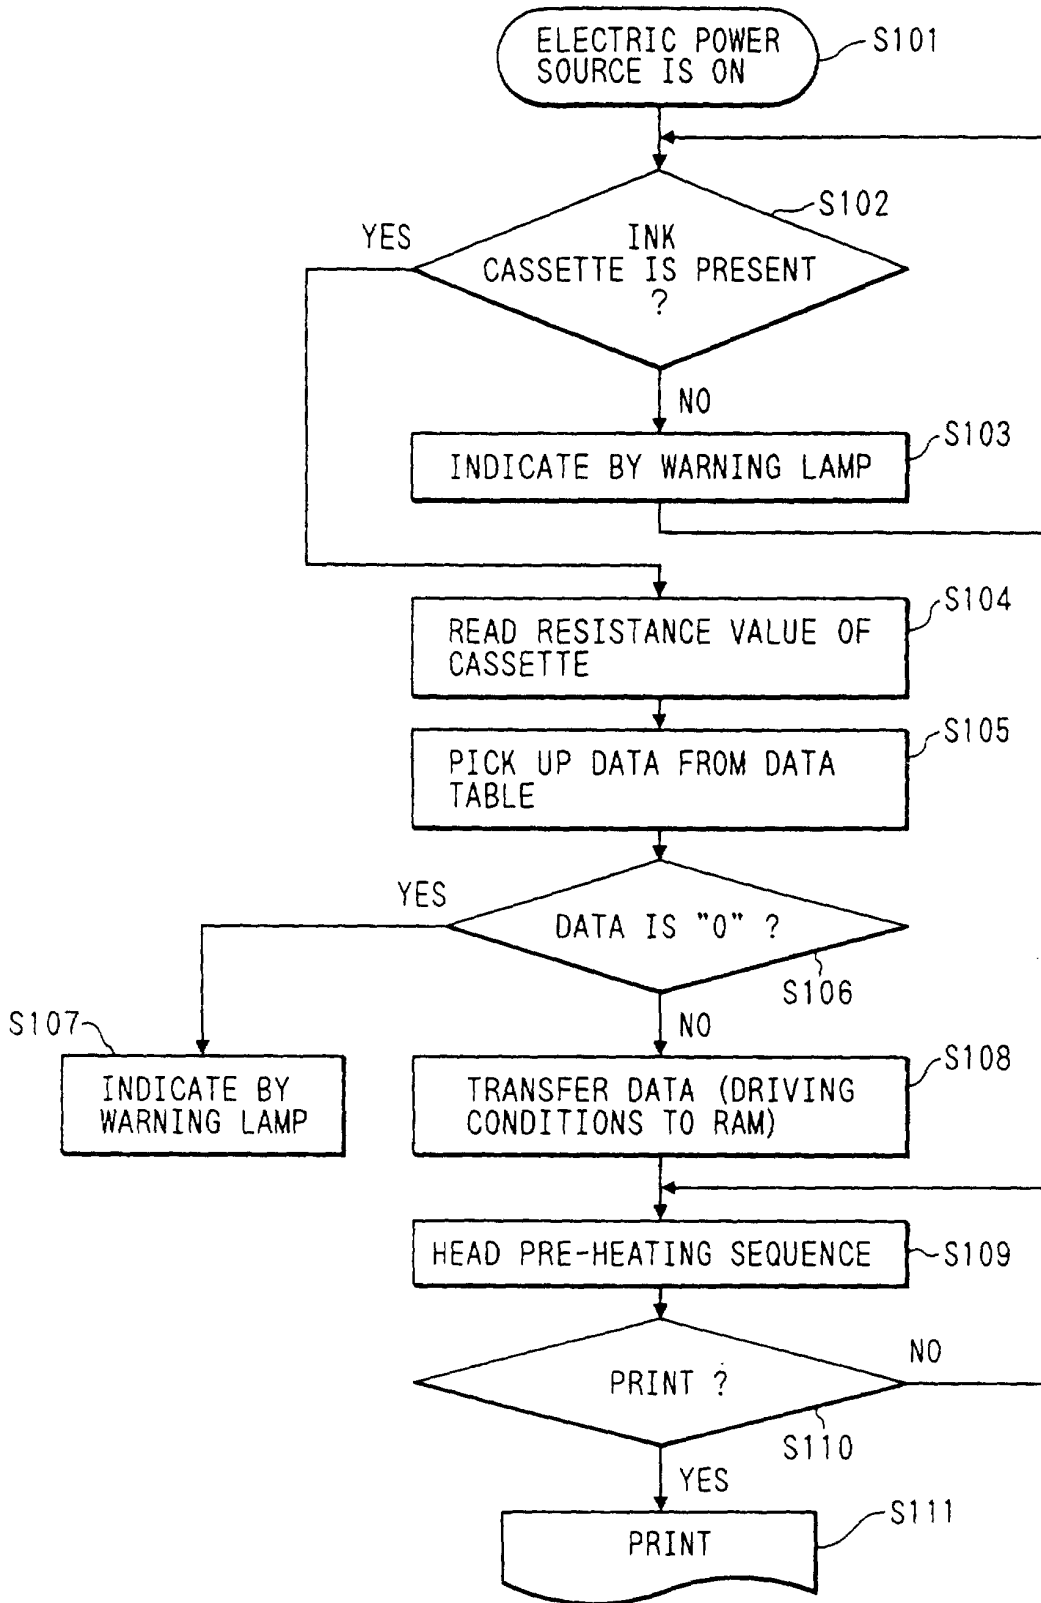 ELECTRIC POWER
SOURCE IS ON
S101
S102
YES
INK
CASSETTE IS PRESENT
?
NO
S103
INDICATE BY WARNING LAMP
S104
READ RESISTANCE VALUE OF
CASSETTE
S105
PICK UP DATA FROM DATA
TABLE
YES
DATA IS "0" ?
S106
NO
S107
INDICATE BY
WARNING LAMP
S108
TRANSFER DATA (DRIVING
CONDITIONS TO RAM)
HEAD PRE-HEATING SEQUENCE
S109
NO
PRINT ?
S110
YES
S111
PRINT